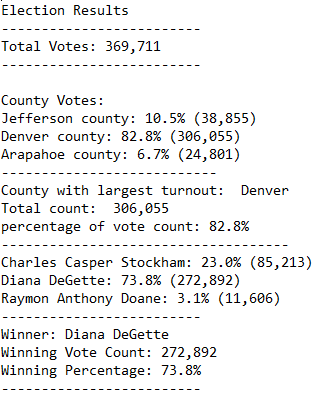 Election Results
-------------------------
Total Votes: 369,711
-------------------------
County Votes:
Jefferson county: 10.5% (38,855)
Denver county: 82.8% (306,055)
Arapahoe county: 6.7% (24,801)
---------------------------
County with largest turnout:  Denver
Total count:  306,055
percentage of vote count: 82.8%
------------------------------------
Charles Casper Stockham: 23.0% (85,213)
Diana DeGette: 73.8% (272,892)
Raymon Anthony Doane: 3.1% (11,606)
-------------------------
Winner: Diana DeGette
Winning Vote Count: 272,892
Winning Percentage: 73.8%
-------------------------